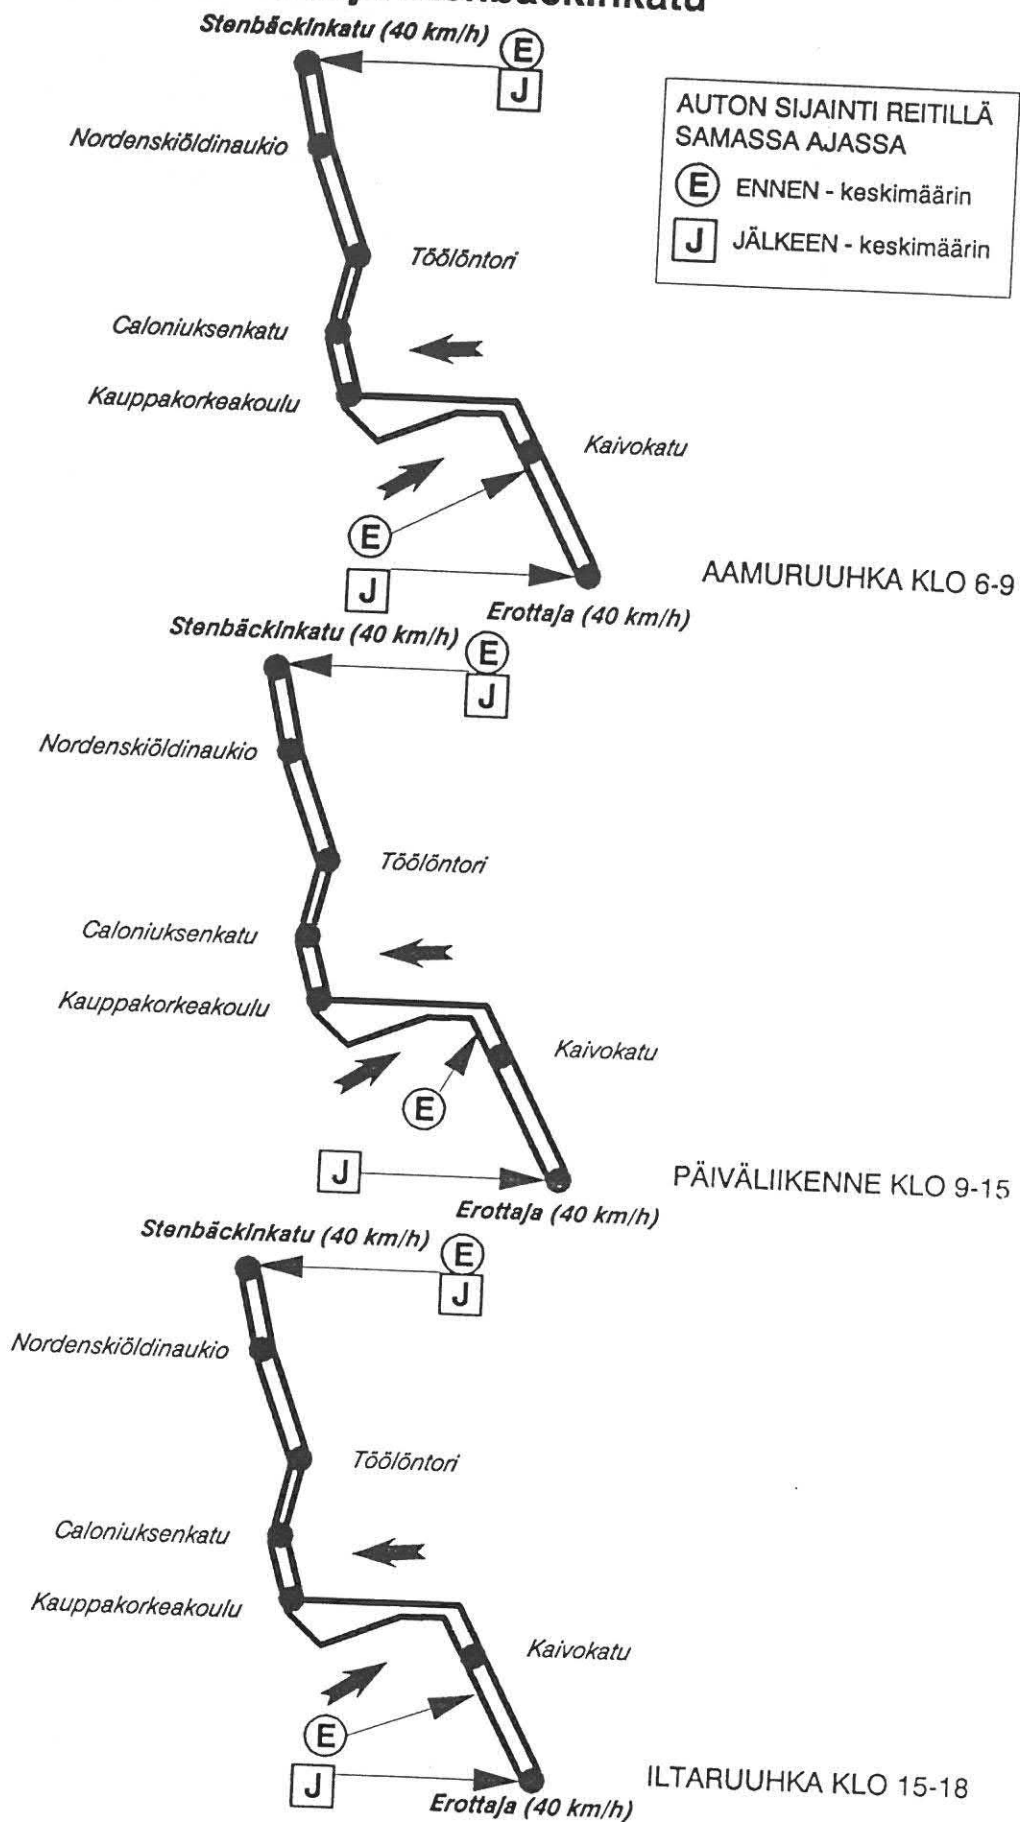 Stenbäckinkatu (40 km/h)
E
J
AUTON SIJAINTI REITILLÄ
SAMASSA AJASSA
E ENNEN - keskimäärin
J JÄLKEEN - keskimäärin
Nordenskiöldinaukio
Töölöntori
Caloniuksenkatu
Kauppakorkeakoulu
Kaivokatu
E
J
AAMURUUHKA KLO 6-9
Erottaja (40 km/h)
Stenbäckinkatu (40 km/h)
E
J
Nordenskiöldinaukio
Töölöntori
Caloniuksenkatu
Kauppakorkeakoulu
Kaivokatu
E
J
PÄIVÄLIIKENNE KLO 9-15
Erottaja (40 km/h)
Stenbäckinkatu (40 km/h)
E
J
Nordenskiöldinaukio
Töölöntori
Caloniuksenkatu
Kauppakorkeakoulu
Kaivokatu
E
J
ILTARUUHKA KLO 15-18
Erottaja (40 km/h)